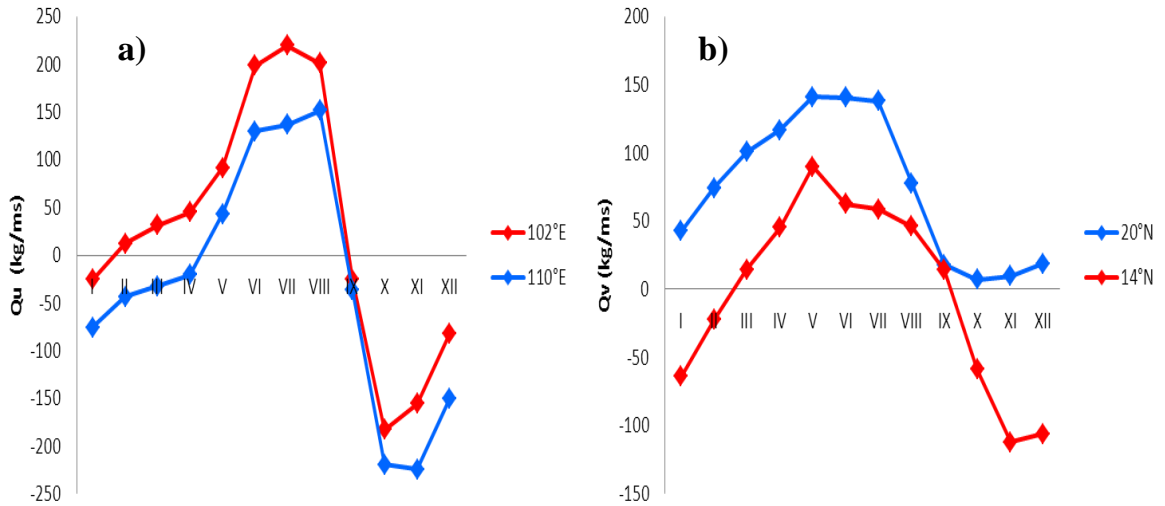 a)
Qu (kg/ms)
250
200
150
100
50
0
-50
-100
-150
-200
-250
I II III IV V VI VII VIII IX X XI XII
102°E
110°E
b)
Qv (kg/ms)
200
150
100
50
0
-50
-100
-150
I II III IV V VI VII VIII IX X XI XII
20°N
14°N